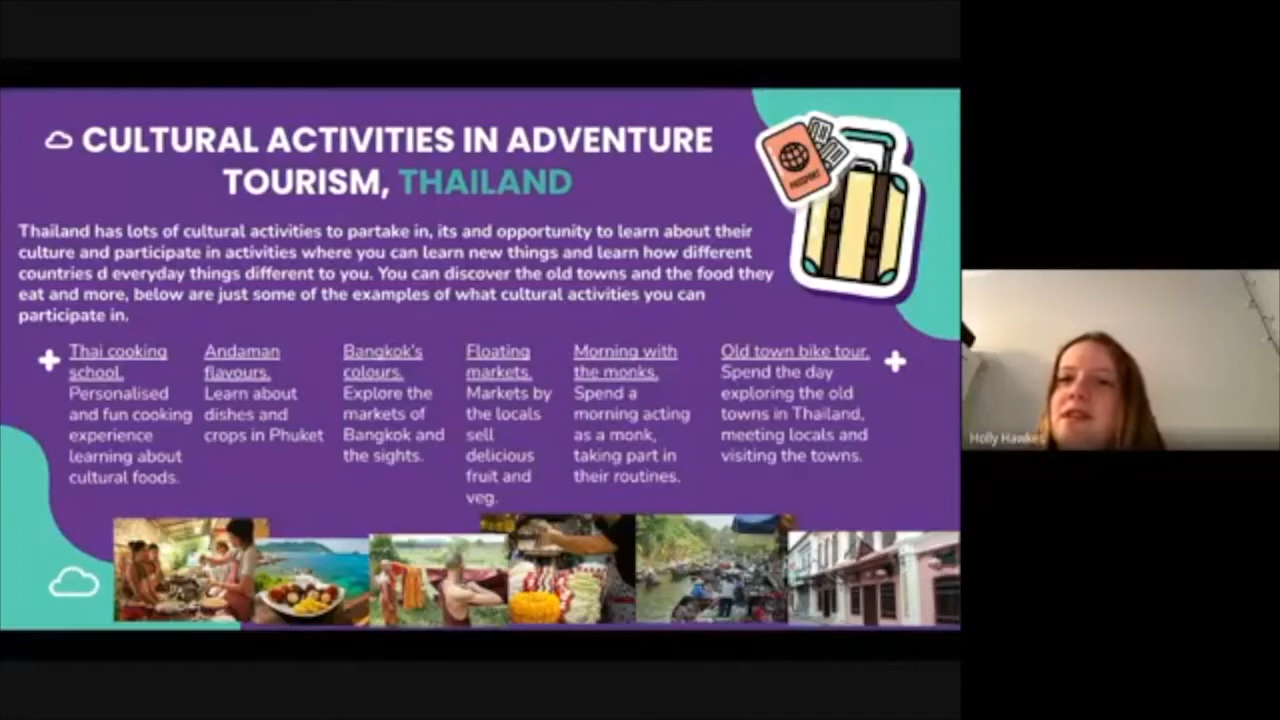 CULTURAL ACTIVITIES IN ADVENTURE
TOURISM, THAILAND
PASSPORT
Thailand has lots of cultural activities to partake in, its and opportunity to learn about their
culture and participate in activities where you can learn new things and learn how different
countries d everyday things different to you. You can discover the old towns and the food they
eat and more, below are just some of the examples of what cultural activities you can
participate in.
Thai cooking
school.
Personalised
and fun cooking
experience
learning about
cultural foods.
Andaman
flavours.
Learn about
dishes and
crops in Phuket
Bangkok's
colours.
Explore the
markets of
Bangkok and
the sights.
Floating
markets.
Markets by
the locals
sell
delicious
fruit and
veg.
Morning with
the monks.
Spend a
morning acting
as a monk,
taking part in
their routines.
Old town bike tour.
Spend the day
exploring the old
towns in Thailand,
meeting locals and
visiting the towns.
Holly Hawkes